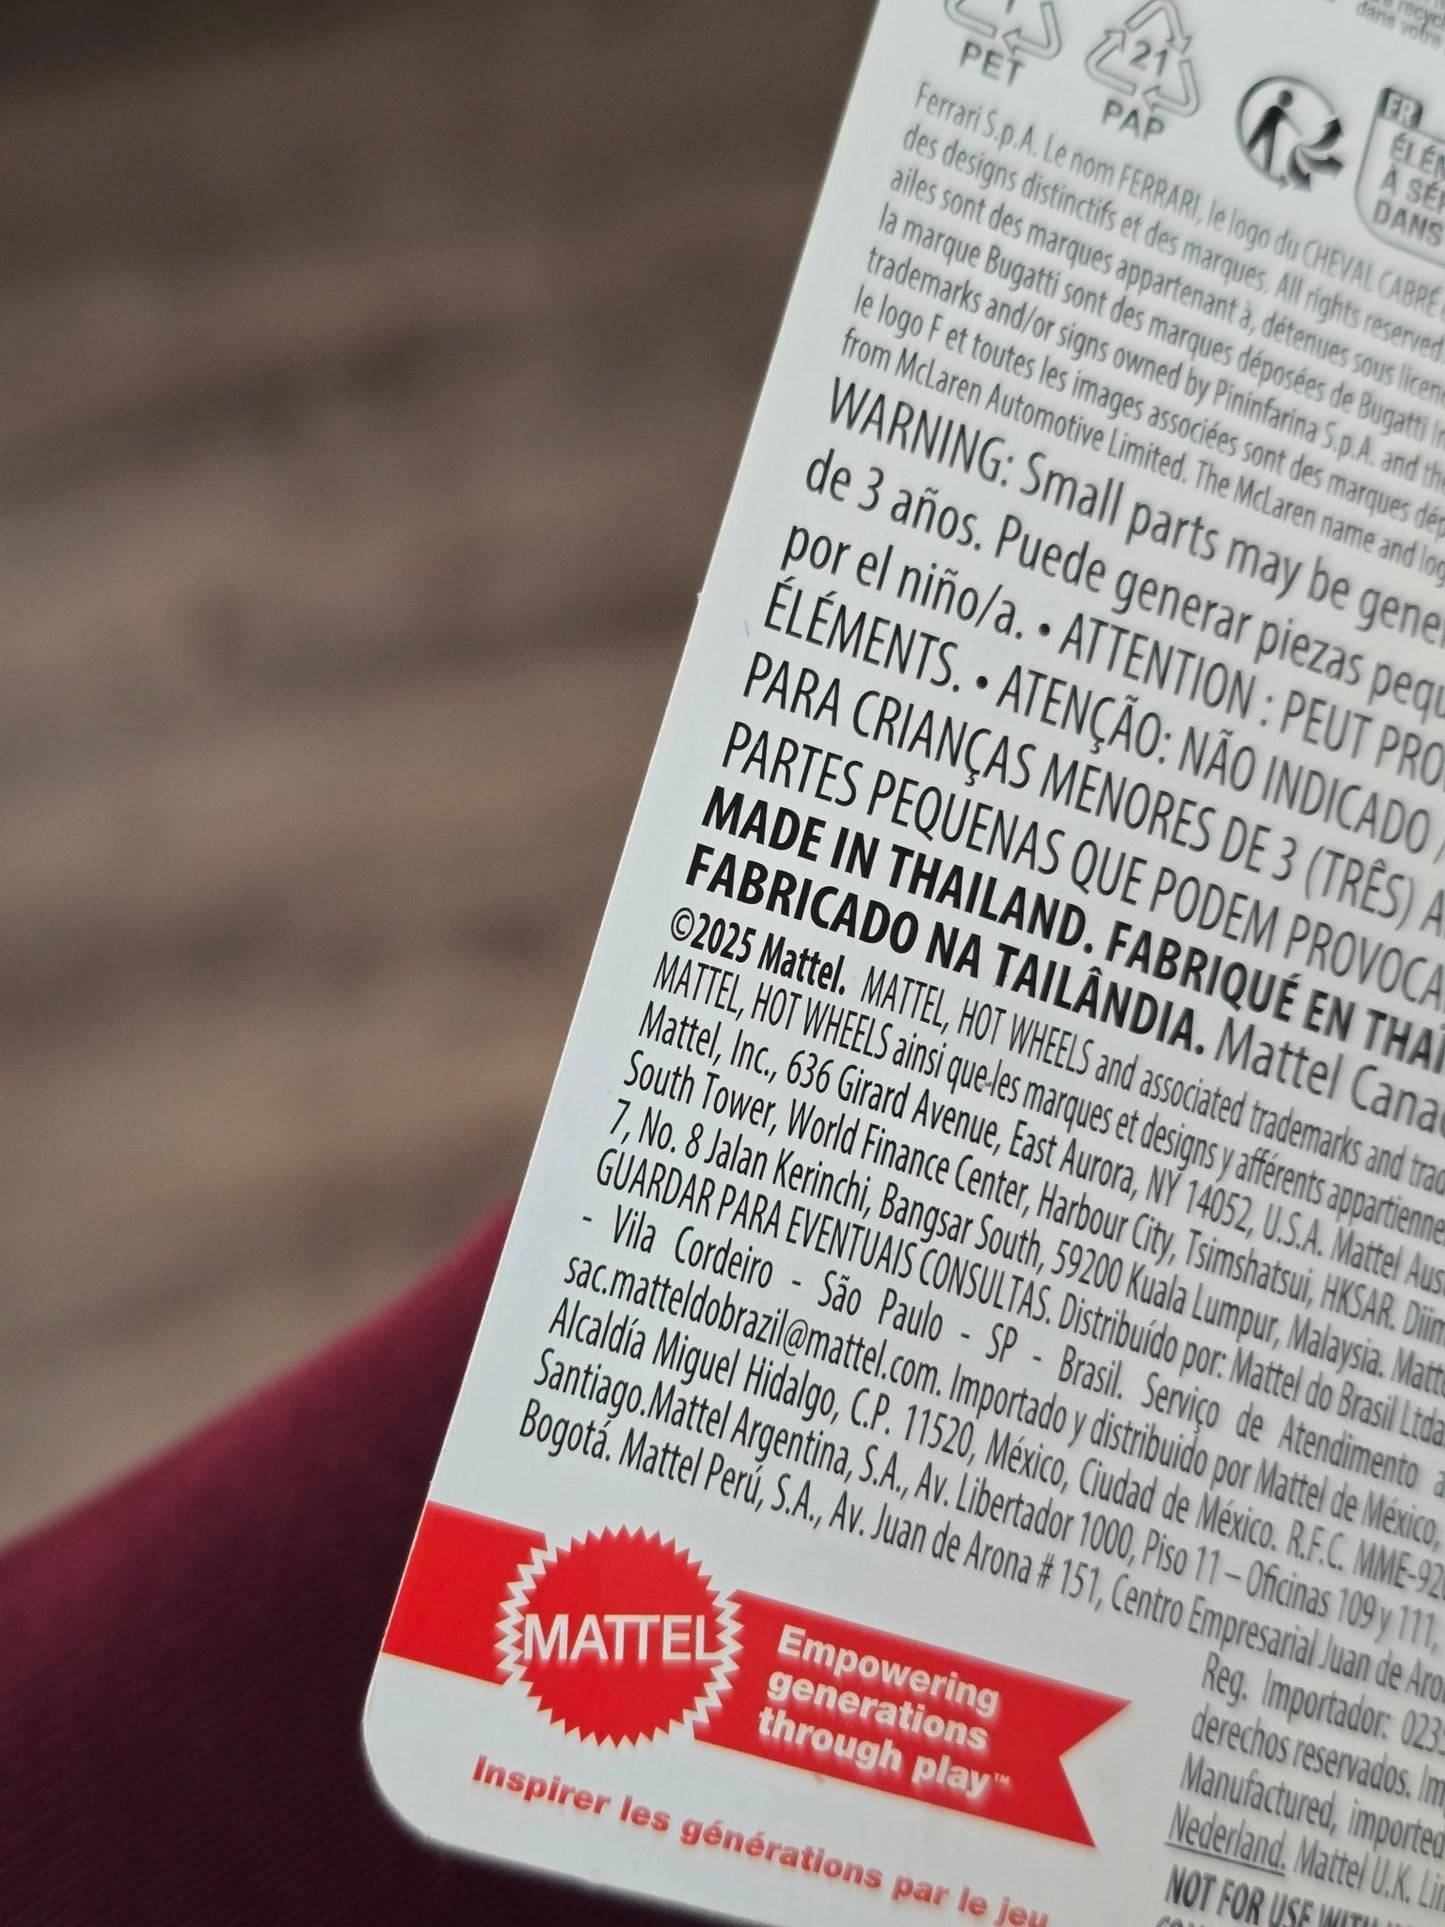 PET
21
PAP
FR
ÉLÉM
À SÉP
DANS
Ferrari S.p.A. Le nom FERRARI, le logo du CHEVAL CABRÉ
des designs distinctifs et des marques. All rights reserved.
ailes sont des marques appartenant à, détenues sous licen
la marque Bugatti sont des marques déposées de Bugatti In
trademarks and/or signs owned by Pininfarina S.p.A. and th
le logo F et toutes les images associées sont des marques dép
from McLaren Automotive Limited. The McLaren name and log
WARNING: Small parts may be gene
de 3 años. Puede generar piezas pequ
por el niño/a. • ATTENTION : PEUT PRO
ÉLÉMENTS. • ATENÇÃO: NÃO INDICADO
PARA CRIANÇAS MENORES DE 3 (TRÊS) A
PARTES PEQUENAS QUE PODEM PROVOCA
MADE IN THAILAND. FABRIQUÉ EN THAÏ
FABRICADO NA TAILÂNDIA. Mattel Cana
©2025 Mattel. MATTEL, HOT WHEELS and associated trademarks and trad
MATTEL, HOT WHEELS ainsi que les marques et designs y afférents appartienne
Mattel, Inc., 636 Girard Avenue, East Aurora, NY 14052, U.S.A. Mattel Aus
South Tower, World Finance Center, Harbour City, Tsimshatsui, HKSAR. Diim
7, No. 8 Jalan Kerinchi, Bangsar South, 59200 Kuala Lumpur, Malaysia. Matt
GUARDAR PARA EVENTUAIS CONSULTAS. Distribuído por: Mattel do Brasil Ltda
- Vila Cordeiro - São Paulo - SP - Brasil. Serviço de Atendimento a
sac.matteldobrazil@mattel.com. Importado y distribuido por Mattel de México,
Alcaldía Miguel Hidalgo, C.P. 11520, México, Ciudad de México. R.F.C. MME-92
Santiago.Mattel Argentina, S.A., Av. Libertador 1000, Piso 11 – Oficinas 109 y 111,
Bogotá. Mattel Perú, S.A., Av. Juan de Arona # 151, Centro Empresarial Juan de Aro
Reg. Importador: 023
derechos reservados. Im
Manufactured, imported
Nederland. Mattel U.K. Li
NOT FOR USE WITH
MATTEL
Empowering
generations
through play™
Inspirer les générations par le jeu